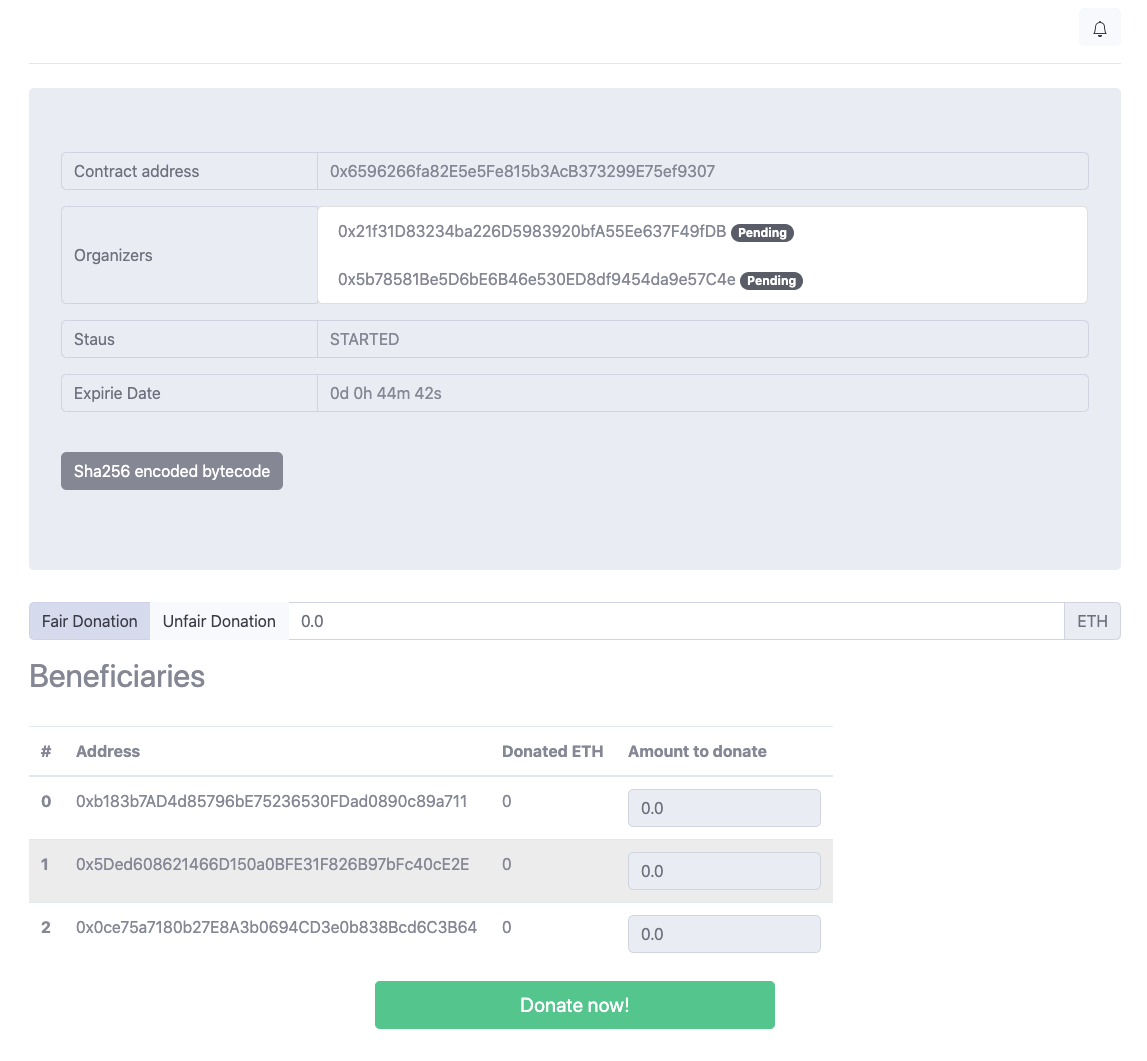 Contract address 0x6596266fa82E5e5Fe815b3AcB373299E75ef9307
Organizers
0x21f31D83234ba226D5983920bfA55Ee637F49fDB Pending
0x5b78581Be5D6bE6B46e530ED8df9454da9e57C4e Pending
Staus STARTED
Expirie Date 0d 0h 44m 42s
Sha256 encoded bytecode
Fair Donation Unfair Donation 0.0 ETH
Beneficiaries
# Address Donated ETH Amount to donate
0 0xb183b7AD4d85796bE75236530FDad0890c89a711 0 0.0
1 0x5Ded608621466D150a0BFE31F826B97bFc40cE2E 0 0.0
2 0x0ce75a7180b27E8A3b0694CD3e0b838Bcd6C3B64 0 0.0
Donate now!